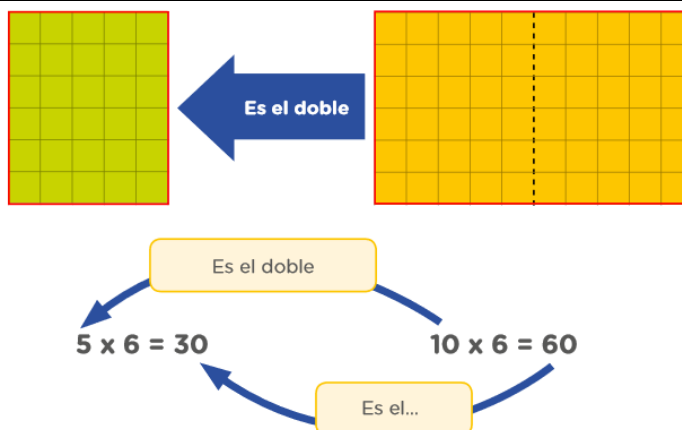 Es el doble
Es el doble
5 x 6 = 30
10 x 6 = 60
Es el...